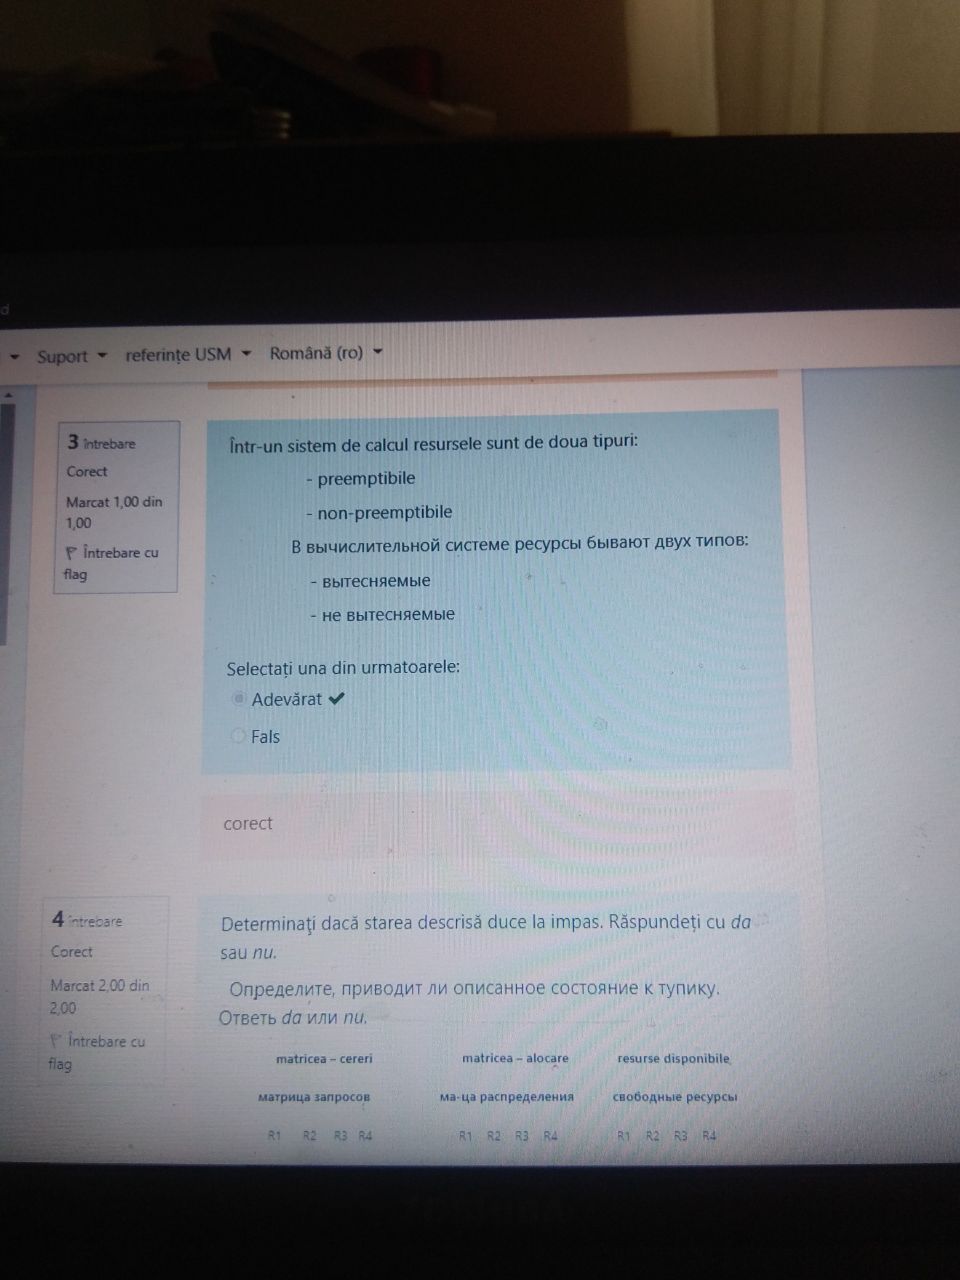 d
Suport referințe USM Română (ro)
3 întrebare
Corect
Marcat 1,00 din
1,00
Întrebare cu
flag
Într-un sistem de calcul resursele sunt de doua tipuri:
- preemptibile
- non-preemptibile
В вычислительной системе ресурсы бывают двух типов:
- вытесняемые
- не вытесняемые
Selectați una din urmatoarele:
Adevărat
Fals
corect
4 întrebare
Corect
Marcat 2,00 din
2,00
Întrebare cu
flag
Determinaţi dacă starea descrisă duce la impas. Răspundeți cu da
sau nu.
Определите, приводит ли описанное состояние к тупику.
Ответь da или nu.
matricea – cereri matricea – alocare resurse disponibile
матрица запросов ма-ца распределения свободные ресурсы
R1 R2 R3 R4 R1 R2 R3 R4 R1 R2 R3 R4